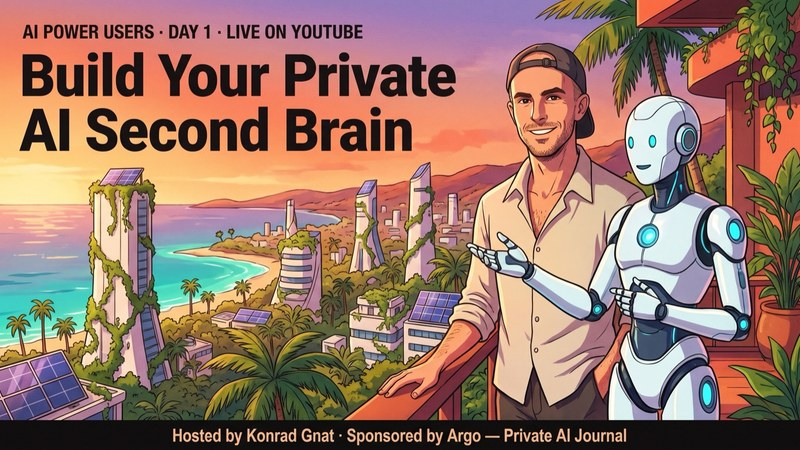 AI POWER USERS · DAY 1 · LIVE ON YOUTUBE
Build Your Private
AI Second Brain
Hosted by Konrad Gnat · Sponsored by Argo — Private AI Journal